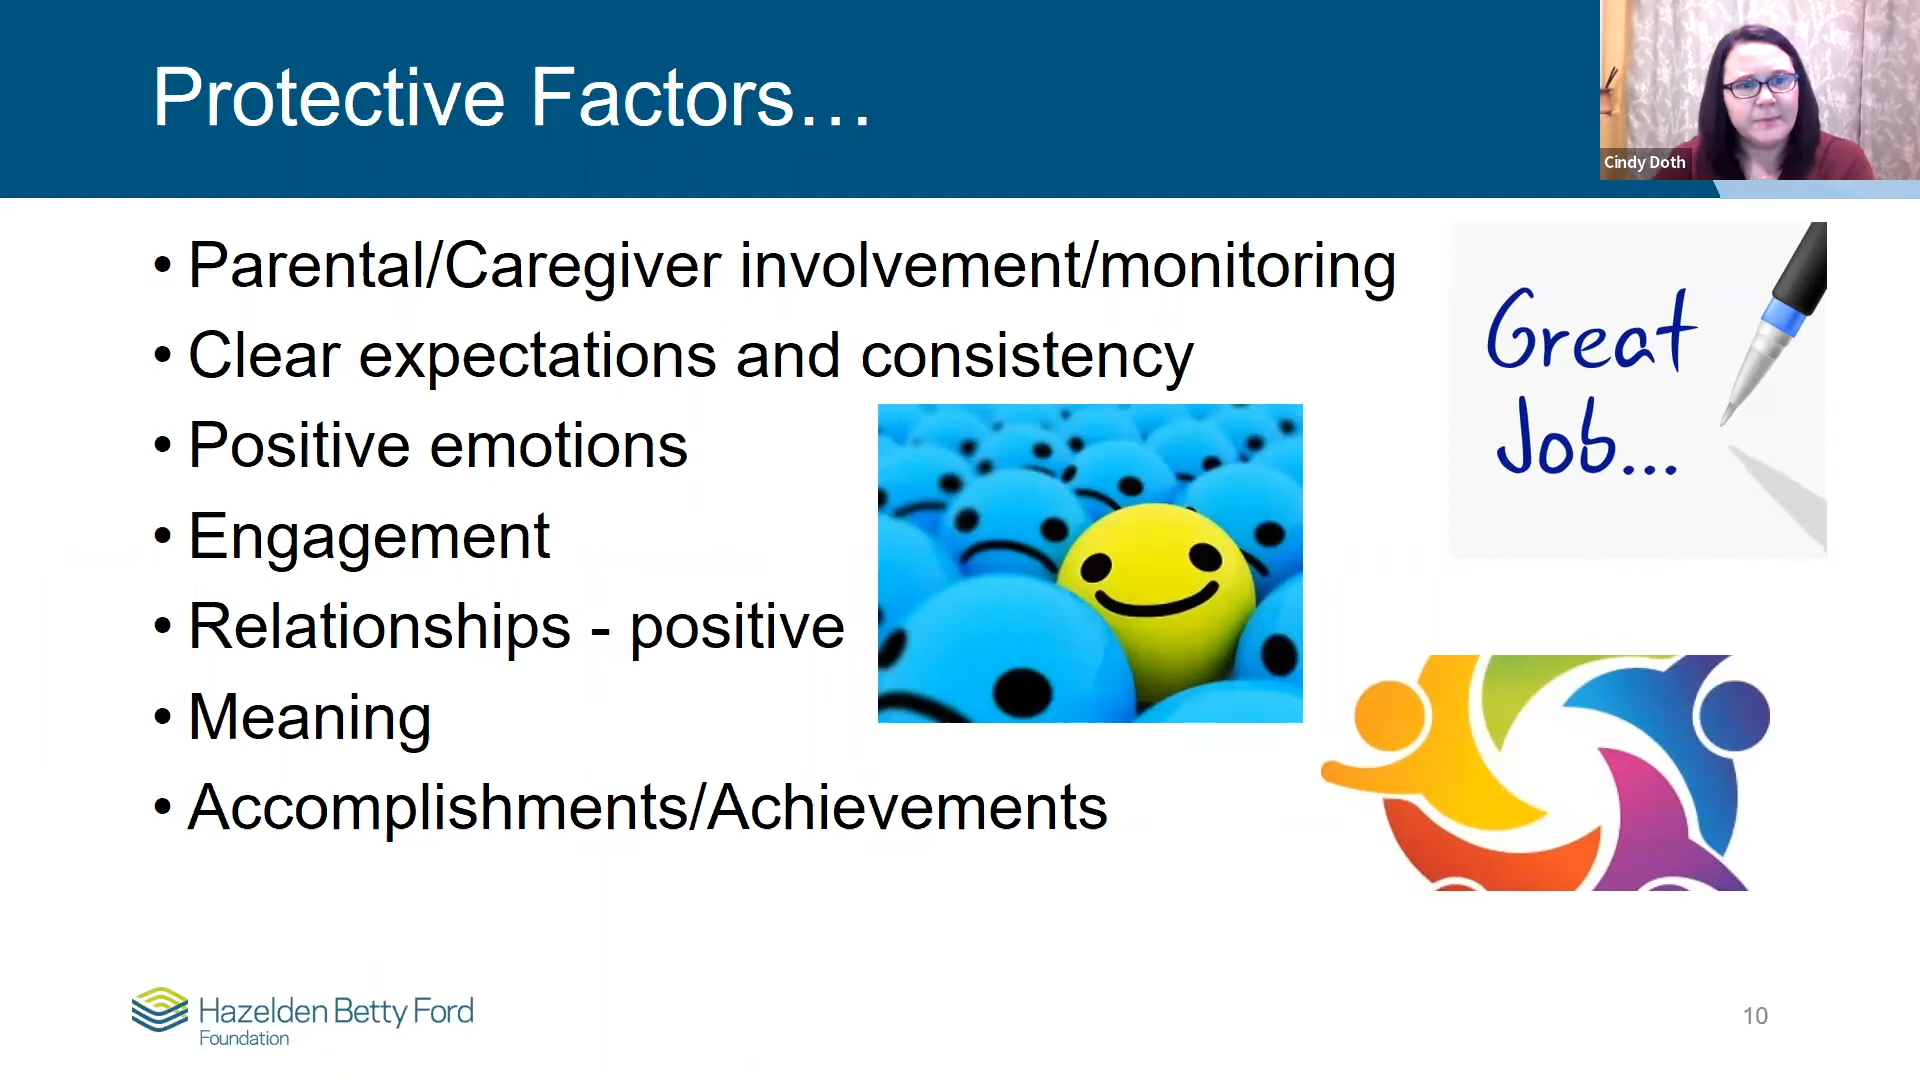 Protective Factors…
Cindy Doth
• Parental/Caregiver involvement/monitoring
• Clear expectations and consistency
• Positive emotions
• Engagement
• Relationships - positive
• Meaning
• Accomplishments/Achievements
Great
Job...
Hazelden Betty Ford
Foundation
10